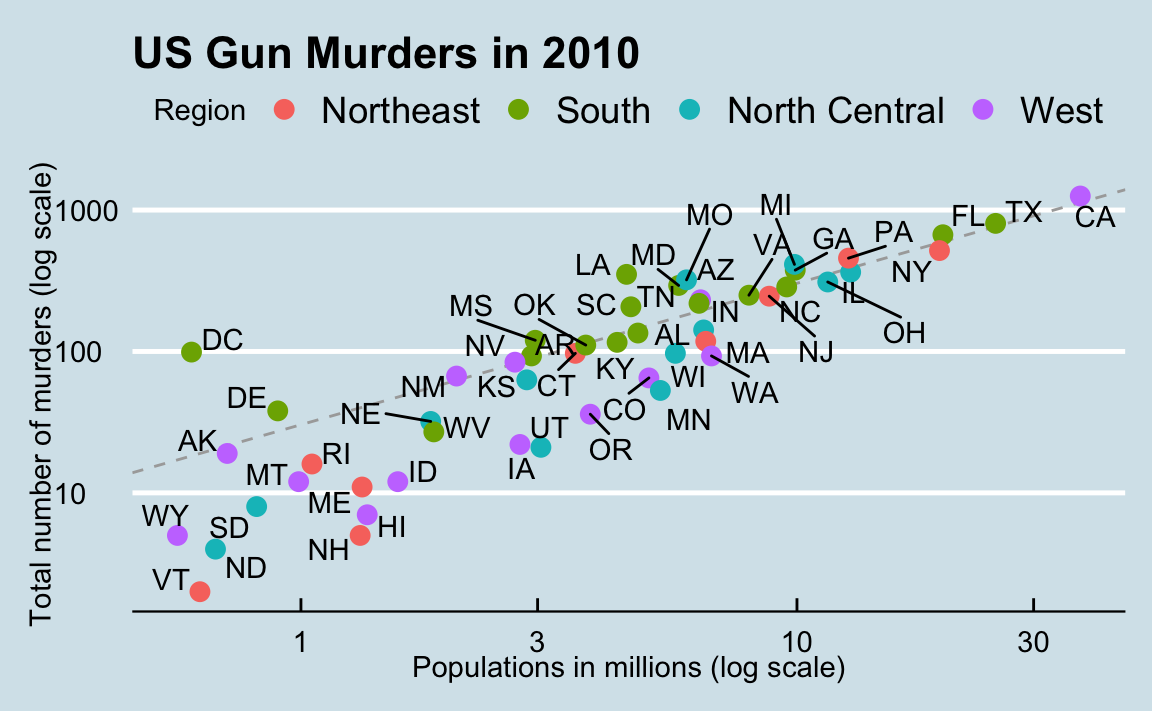 US Gun Murders in 2010
Region Northeast South North Central West
Total number of murders (log scale)
1000
100
10
MO
MI
MD
VA
GA
PA
FL
TX
CA
LA
AZ
NY
MS
OK
SC
TN
IN
NC
IL
OH
DC
NV
AR
AL
NJ
MA
NM
KS
CT
KY
WI
WA
DE
NE
WV
CO
MN
AK
UT
OR
MT
RI
ID
IA
ME
WY
SD
HI
NH
ND
VT
1 3 10 30
Populations in millions (log scale)